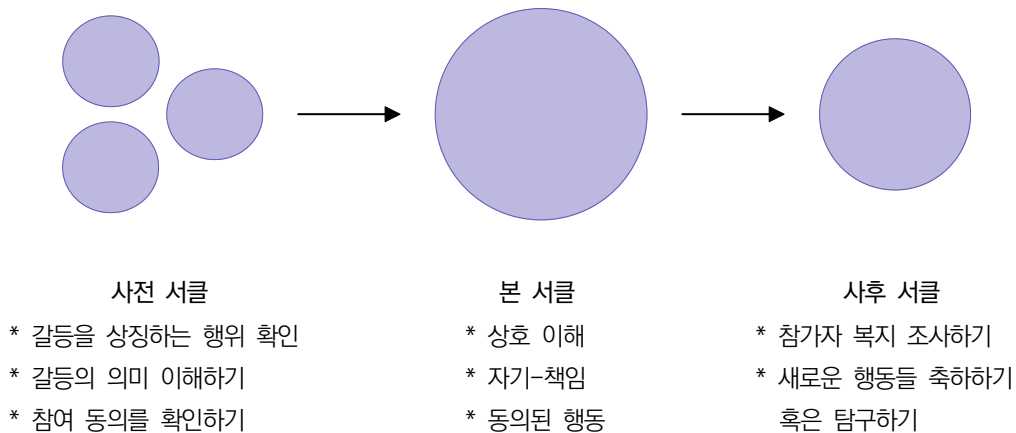 사전 서클
* 갈등을 상징하는 행위 확인
* 갈등의 의미 이해하기
* 참여 동의를 확인하기
본 서클
* 상호 이해
* 자기-책임
* 동의된 행동
사후 서클
* 참가자 복지 조사하기
* 새로운 행동들 축하하기
혹은 탐구하기